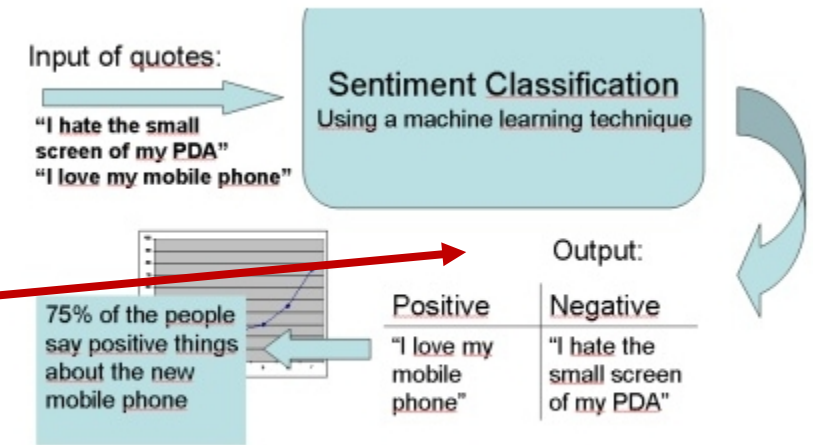 Input of quotes:
“I hate the small
screen of my PDA”
“I love my mobile phone”
Sentiment Classification
Using a machine learning technique
Output:
Positive
Negative
“I love my
mobile
phone”
“I hate the
small screen
of my PDA”
75% of the people
say positive things
about the new
mobile phone